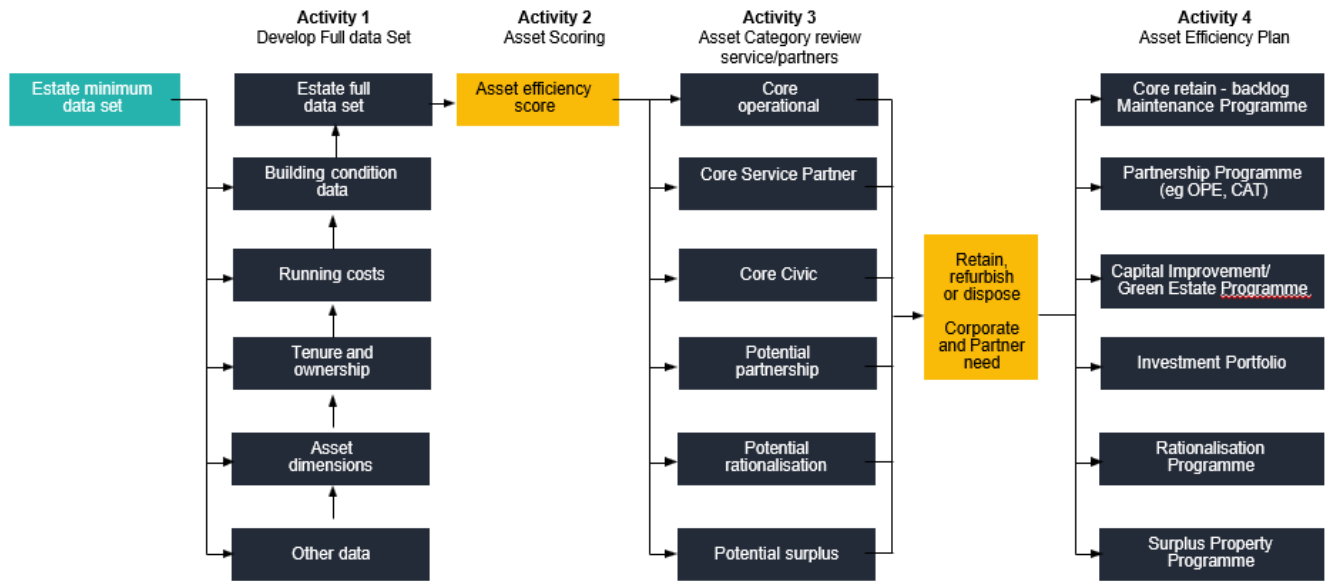 Activity 1
Develop Full data Set
Activity 2
Asset Scoring
Activity 3
Asset Category review
service/partners
Activity 4
Asset Efficiency Plan
Estate minimum
data set
Estate full
data set
Building condition
data
Running costs
Tenure and
ownership
Asset
dimensions
Other data
Asset efficiency
score
Core
operational
Core Service Partner
Core Civic
Potential
partnership
Potential
rationalisation
Potential surplus
Retain,
refurbish
or dispose
Corporate
and Partner
need
Core retain - backlog
Maintenance Programme
Partnership Programme
(eg OPE, CAT)
Capital Improvement/
Green Estate Programme
Investment Portfolio
Rationalisation
Programme
Surplus Property
Programme